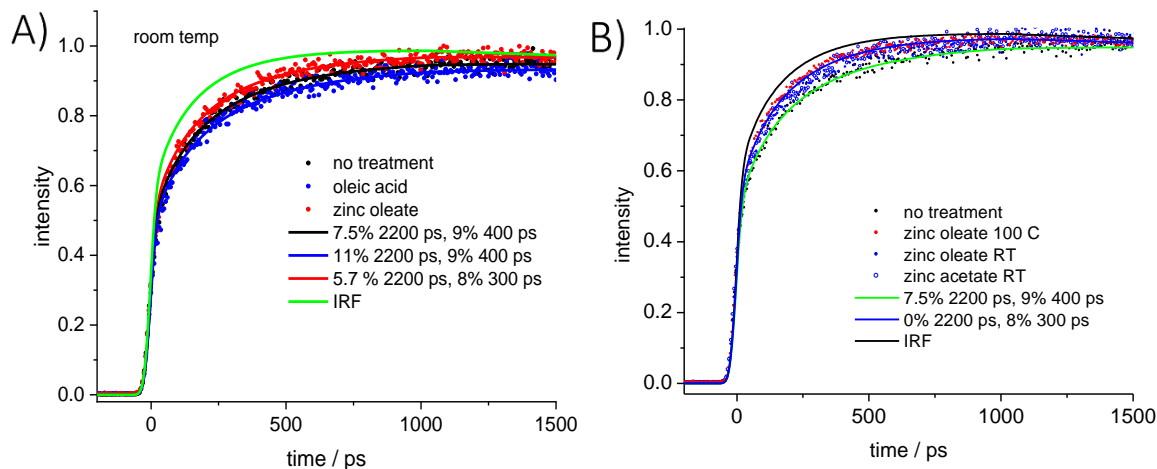 A)
room temp
1.0
0.8
0.6
0.4
0.2
0.0
intensity
no treatment
oleic acid
zinc oleate
7.5% 2200 ps, 9% 400 ps
11% 2200 ps, 9% 400 ps
5.7 % 2200 ps, 8% 300 ps
IRF
0 500 1000 1500
time / ps
B)
1.0
0.8
0.6
0.4
0.2
0.0
intensity
no treatment
zinc oleate 100 C
zinc oleate RT
zinc acetate RT
7.5% 2200 ps, 9% 400 ps
0% 2200 ps, 8% 300 ps
IRF
0 500 1000 1500
time / ps